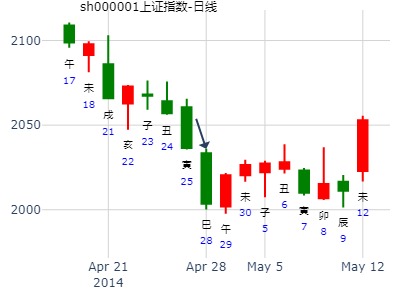 sh000001上证指数-日线
2100
2050
2000
午
17
未
18
戌
21
亥
22
子
23
丑
24
寅
25
巳
28
午
29
未
30
子
5
丑
6
寅
7
卯
8
辰
9
未
12
Apr 21
2014
Apr 28
May 5
May 12